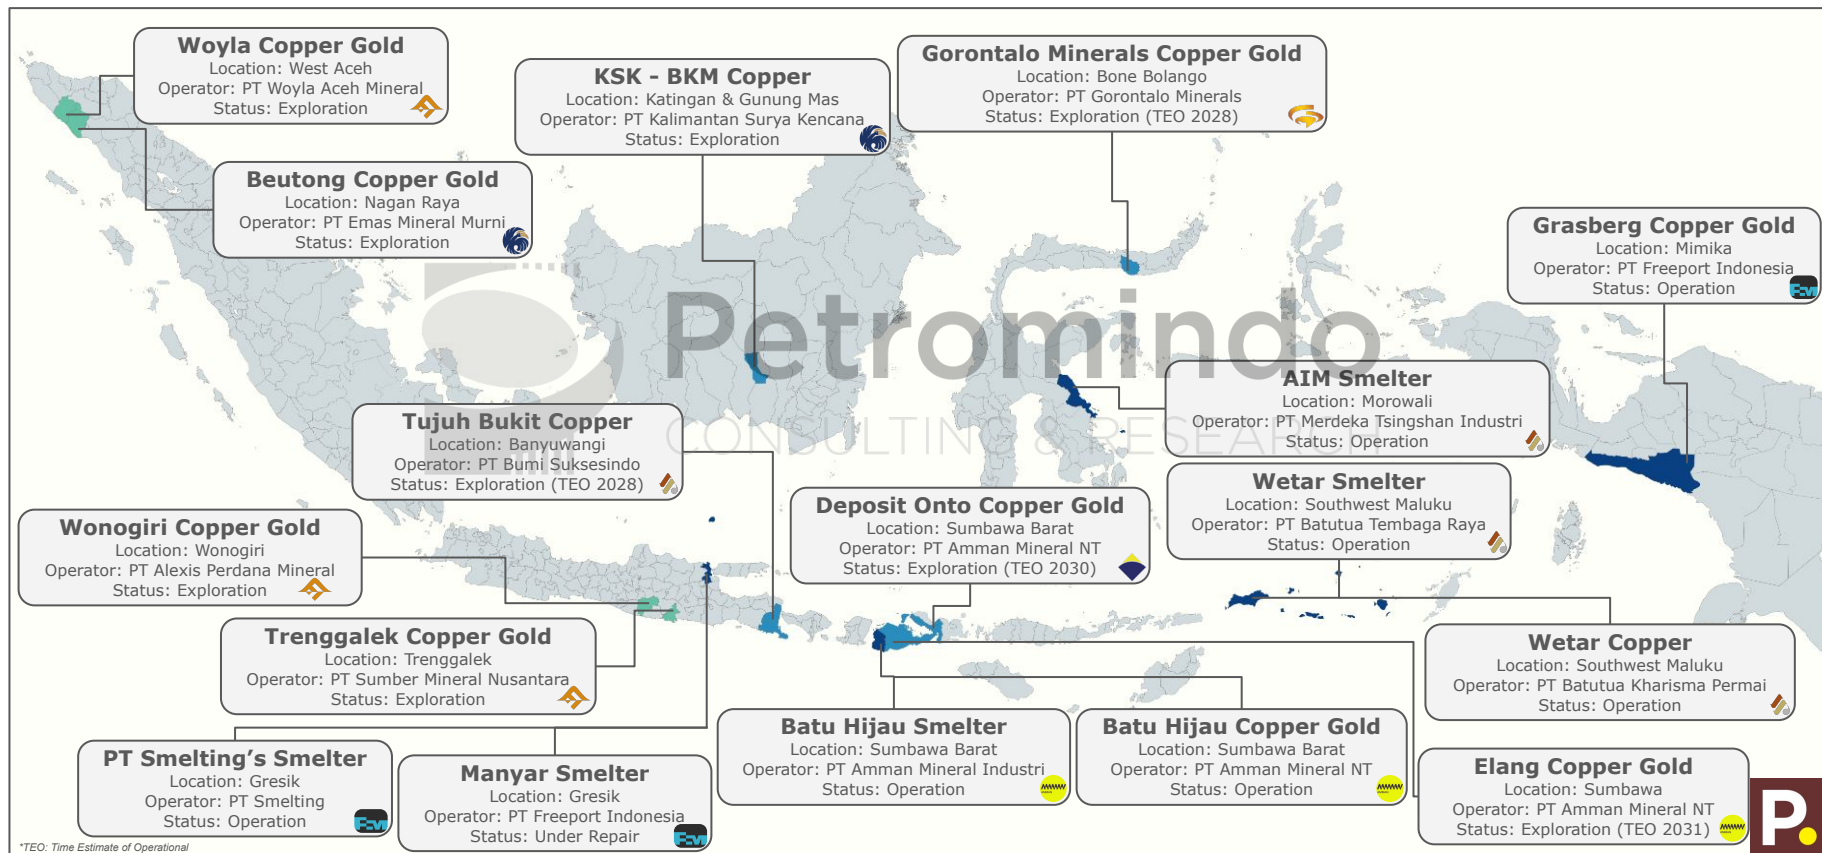 Woyla Copper Gold
Location: West Aceh
Operator: PT Woyla Aceh Mineral
Status: Exploration
KSK - BKM Copper
Location: Katingan & Gunung Mas
Operator: PT Kalimantan Surya Kencana
Status: Exploration
Gorontalo Minerals Copper Gold
Location: Bone Bolango
Operator: PT Gorontalo Minerals
Status: Exploration (TEO 2028)
Beutong Copper Gold
Location: Nagan Raya
Operator: PT Emas Mineral Murni
Status: Exploration
Grasberg Copper Gold
Location: Mimika
Operator: PT Freeport Indonesia
Status: Operation
Petromindo
CONSULTING & RESEARCH
AIM Smelter
Location: Morowali
Operator: PT Merdeka Tsingshan Industri
Status: Operation
Tujuh Bukit Copper
Location: Banyuwangi
Operator: PT Bumi Suksesindo
Status: Exploration (TEO 2028)
Wetar Smelter
Location: Southwest Maluku
Operator: PT Batutua Tembaga Raya
Status: Operation
Deposit Onto Copper Gold
Location: Sumbawa Barat
Operator: PT Amman Mineral NT
Status: Exploration (TEO 2030)
Wonogiri Copper Gold
Location: Wonogiri
Operator: PT Alexis Perdana Mineral
Status: Exploration
Trenggalek Copper Gold
Location: Trenggalek
Operator: PT Sumber Mineral Nusantara
Status: Exploration
Wetar Copper
Location: Southwest Maluku
Operator: PT Batutua Kharisma Permai
Status: Operation
Batu Hijau Smelter
Location: Sumbawa Barat
Operator: PT Amman Mineral Industri
Status: Operation
Batu Hijau Copper Gold
Location: Sumbawa Barat
Operator: PT Amman Mineral NT
Status: Operation
PT Smelting's Smelter
Location: Gresik
Operator: PT Smelting
Status: Operation
Manyar Smelter
Location: Gresik
Operator: PT Freeport Indonesia
Status: Under Repair
Elang Copper Gold
Location: Sumbawa
Operator: PT Amman Mineral NT
Status: Exploration (TEO 2031)
P.
*TEO: Time Estimate of Operational